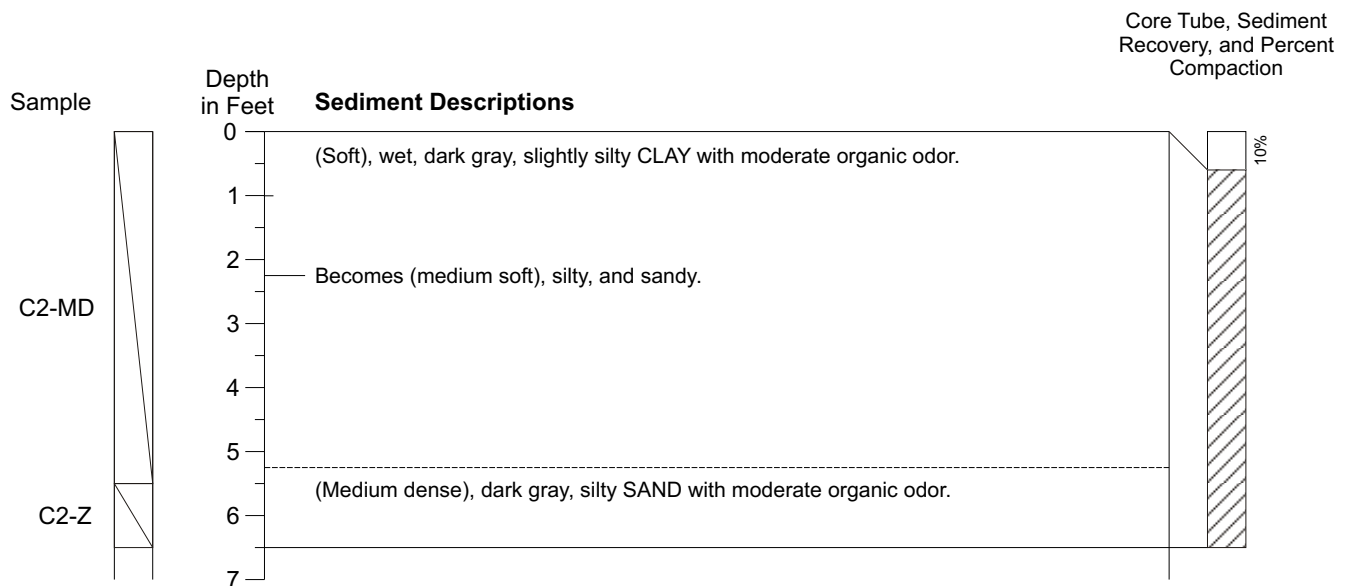 Core Tube, Sediment
Recovery, and Percent
Compaction
Sample
Depth
in Feet
Sediment Descriptions
0
(Soft), wet, dark gray, slightly silty CLAY with moderate organic odor.
10%
1
2
Becomes (medium soft), silty, and sandy.
C2-MD
3
4
5
(Medium dense), dark gray, silty SAND with moderate organic odor.
C2-Z
6
7